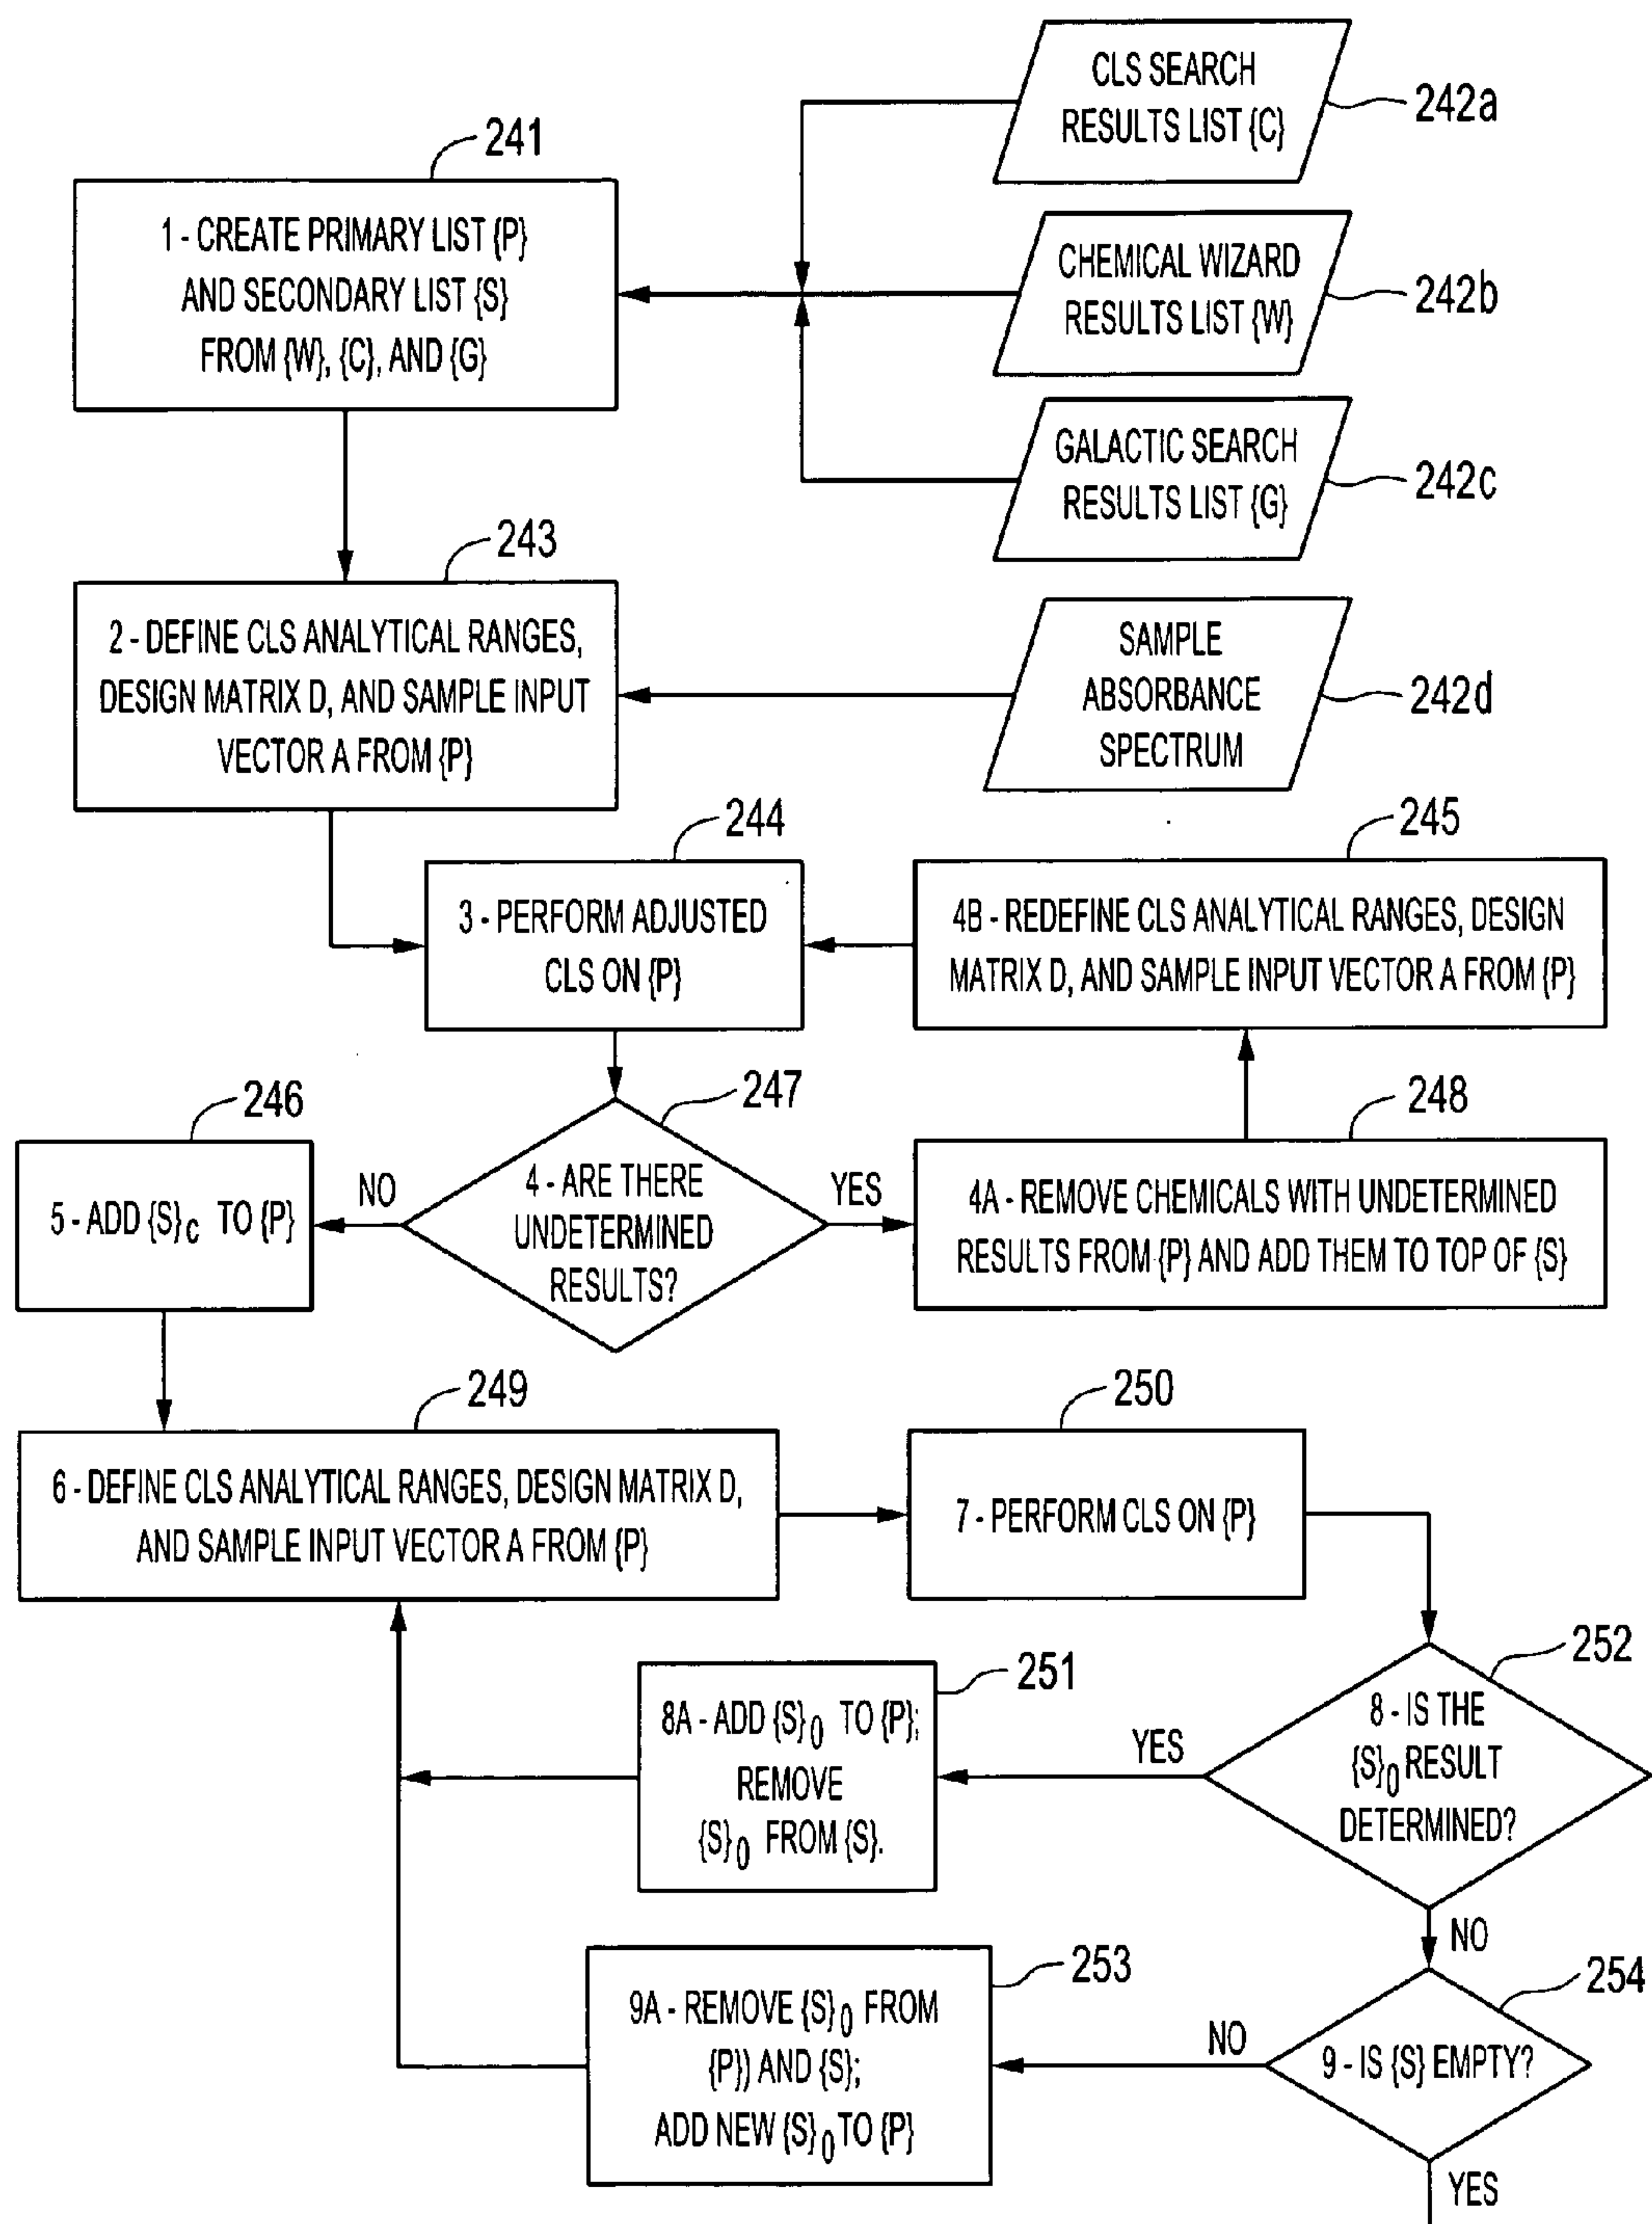 CLS SEARCH
RESULTS LIST {C}
242a
241
1 - CREATE PRIMARY LIST {P}
AND SECONDARY LIST {S}
FROM {W}, {C}, AND {G}
CHEMICAL WIZARD
RESULTS LIST {W}
242b
GALACTIC SEARCH
RESULTS LIST {G}
242c
243
2 - DEFINE CLS ANALYTICAL RANGES,
DESIGN MATRIX D, AND SAMPLE INPUT
VECTOR A FROM {P}
SAMPLE
ABSORBANCE
SPECTRUM
242d
244
3 - PERFORM ADJUSTED
CLS ON {P}
245
4B - REDEFINE CLS ANALYTICAL RANGES, DESIGN
MATRIX D, AND SAMPLE INPUT VECTOR A FROM {P}
246
5 - ADD {S}c TO {P}
NO
247
4 - ARE THERE
UNDETERMINED
RESULTS?
YES
248
4A - REMOVE CHEMICALS WITH UNDETERMINED
RESULTS FROM {P} AND ADD THEM TO TOP OF {S}
249
6 - DEFINE CLS ANALYTICAL RANGES, DESIGN MATRIX D,
AND SAMPLE INPUT VECTOR A FROM {P}
250
7 - PERFORM CLS ON {P}
251
8A - ADD {S}0 TO {P};
REMOVE
{S}0 FROM {S}.
YES
252
8 - IS THE
{S}0 RESULT
DETERMINED?
NO
253
9A - REMOVE {S}0 FROM
{P}) AND {S};
ADD NEW {S}0 TO {P}
NO
254
9 - IS {S} EMPTY?
YES